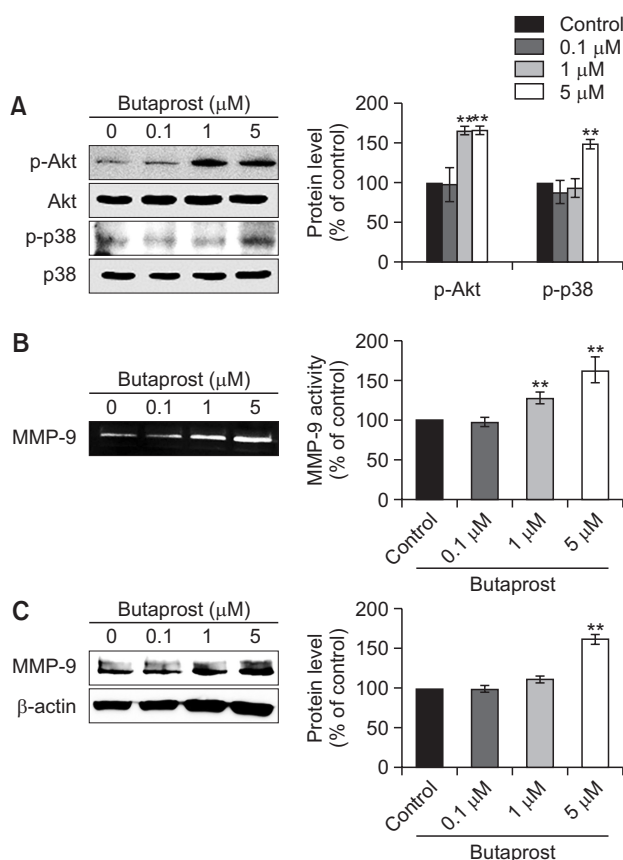 Control
0.1 μM
1 μM
5 μM
A
Butaprost (μM)
0 0.1 1 5
p-Akt
Akt
p-p38
p38
Protein level
(% of control)
200
150
100
50
0
** **
**
p-Akt p-p38
B
Butaprost (μM)
0 0.1 1 5
MMP-9
MMP-9 activity
(% of control)
200
150
100
50
0
**
**
Control 0.1 μM 1 μM 5 μM
Butaprost
C
Butaprost (μM)
0 0.1 1 5
MMP-9
β-actin
Protein level
(% of control)
200
150
100
50
0
**
Control 0.1 μM 1 μM 5 μM
Butaprost